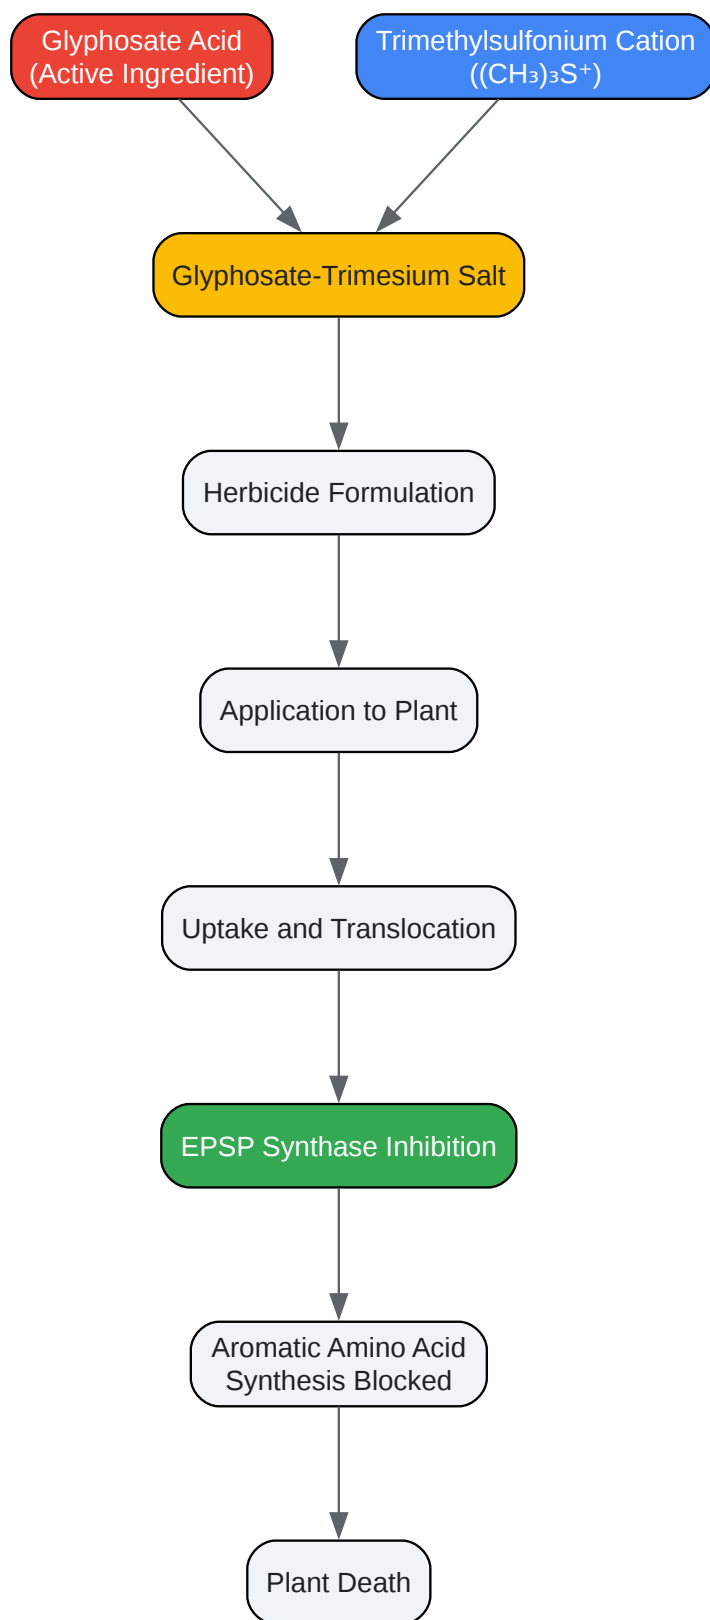 Glyphosate Acid
(Active Ingredient)
Trimethylsulfonium Cation
((CH₃)₃S⁺)
Glyphosate-Trimesium Salt
Herbicide Formulation
Application to Plant
Uptake and Translocation
EPSP Synthase Inhibition
Aromatic Amino Acid
Synthesis Blocked
Plant Death